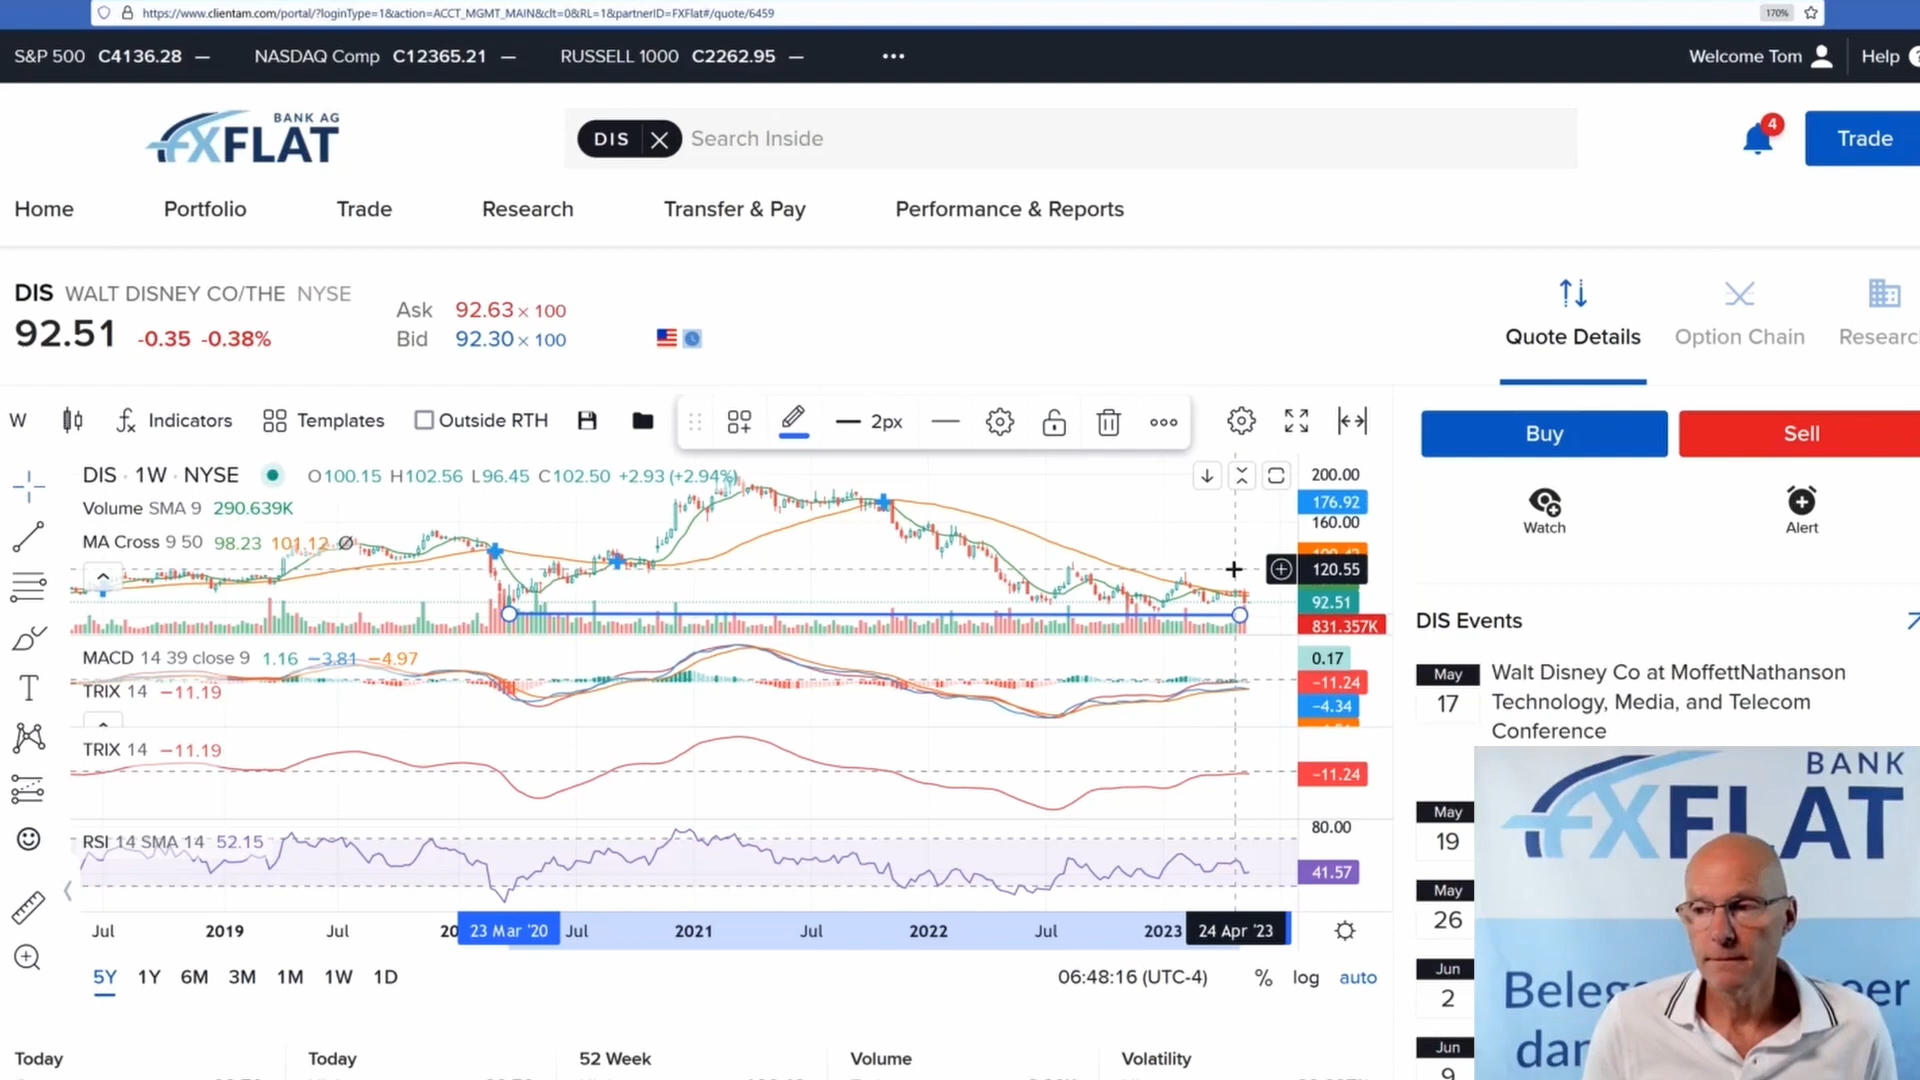 https://www.clientam.com/portal/?loginType=1&action=ACCT_MGMT_MAIN&clt=0&RL=1&partnerID=FXFlat#/quote/6459
170%
S&P 500 C4136.28 —
NASDAQ Comp C12365.21 —
RUSSELL 1000 C2262.95 —
Welcome Tom
Help
BANK AG
FXFLAT
DIS
Search Inside
4
Trade
Home
Portfolio
Trade
Research
Transfer & Pay
Performance & Reports
DIS WALT DISNEY CO/THE NYSE
92.51 -0.35 -0.38%
Ask 92.63 × 100
Bid 92.30 × 100
Quote Details
Option Chain
Researc
W
Indicators
Templates
Outside RTH
2px
Buy
Sell
DIS · 1W · NYSE O100.15 H102.56 L96.45 C102.50 +2.93 (+2.94%)
Volume SMA 9 290.639K
MA Cross 9 50 98.23 101.12
200.00
176.92
160.00
120.55
92.51
831.357K
MACD 14 39 close 9 1.16 −3.81 −4.97
TRIX 14 −11.19
0.17
−11.24
−4.34
TRIX 14 −11.19
−11.24
RSI 14 SMA 14 52.15
80.00
41.57
Jul
2019
Jul
20
23 Mar '20
Jul
2021
Jul
2022
Jul
2023
24 Apr '23
5Y
1Y
6M
3M
1M
1W
1D
06:48:16 (UTC-4)
%
log
auto
Watch
Alert
DIS Events
May
17
Walt Disney Co at MoffettNathanson
Technology, Media, and Telecom
Conference
May
19
May
26
Jun
2
Jun
9
BANK
FXFLAT
Today
Today
52 Week
Volume
Volatility